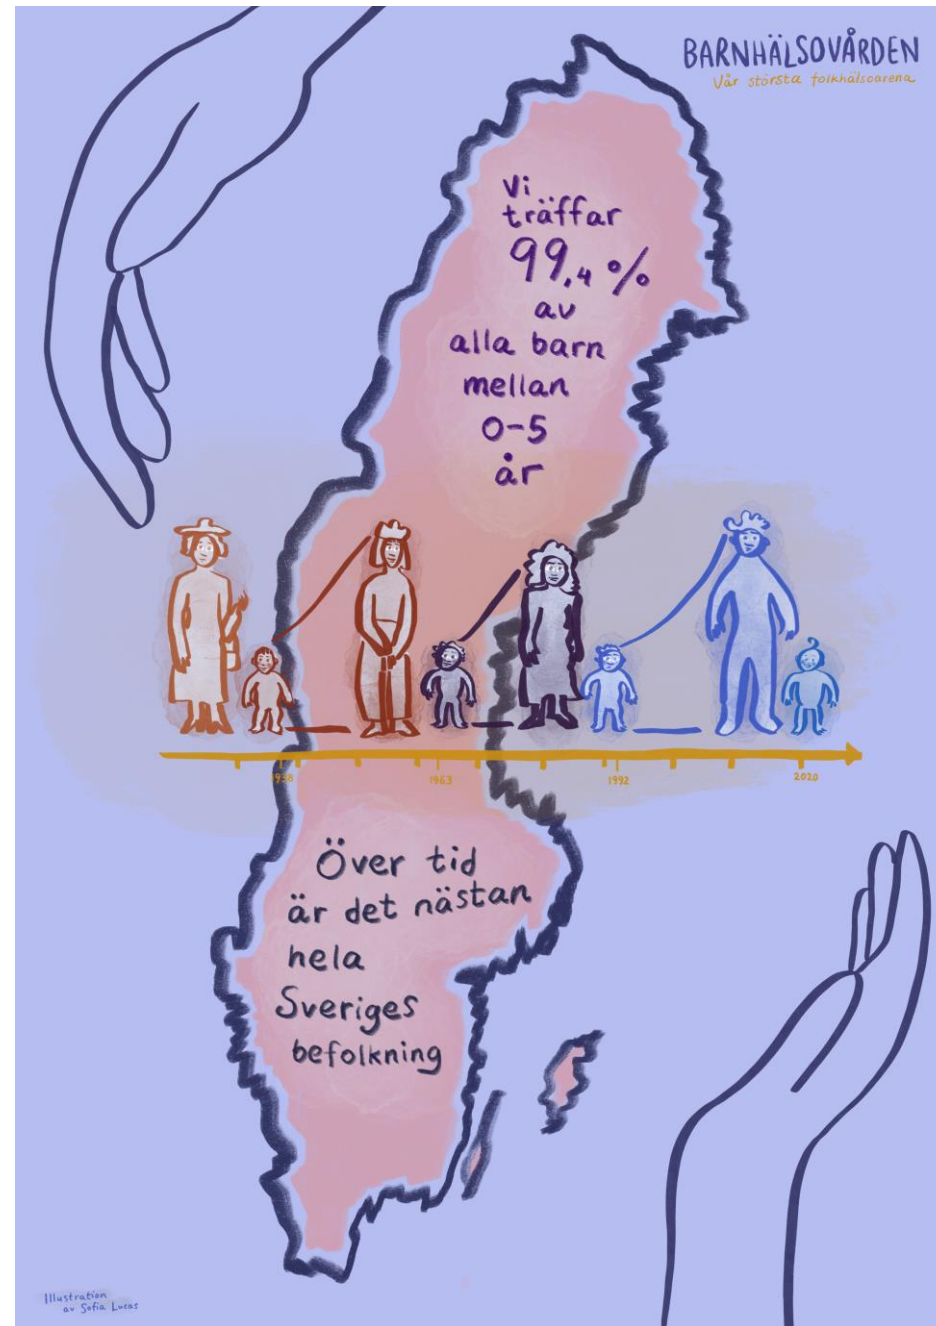 BARNHÄLSOVÅRDEN
Vår största folkhälsoarena
Vi
träffar
99,4 %
av
alla barn
mellan
0-5
år
1938
1963
1992
2020
Över tid
är det nästan
hela
Sveriges
befolkning
Illustration
av Sofia Lucas